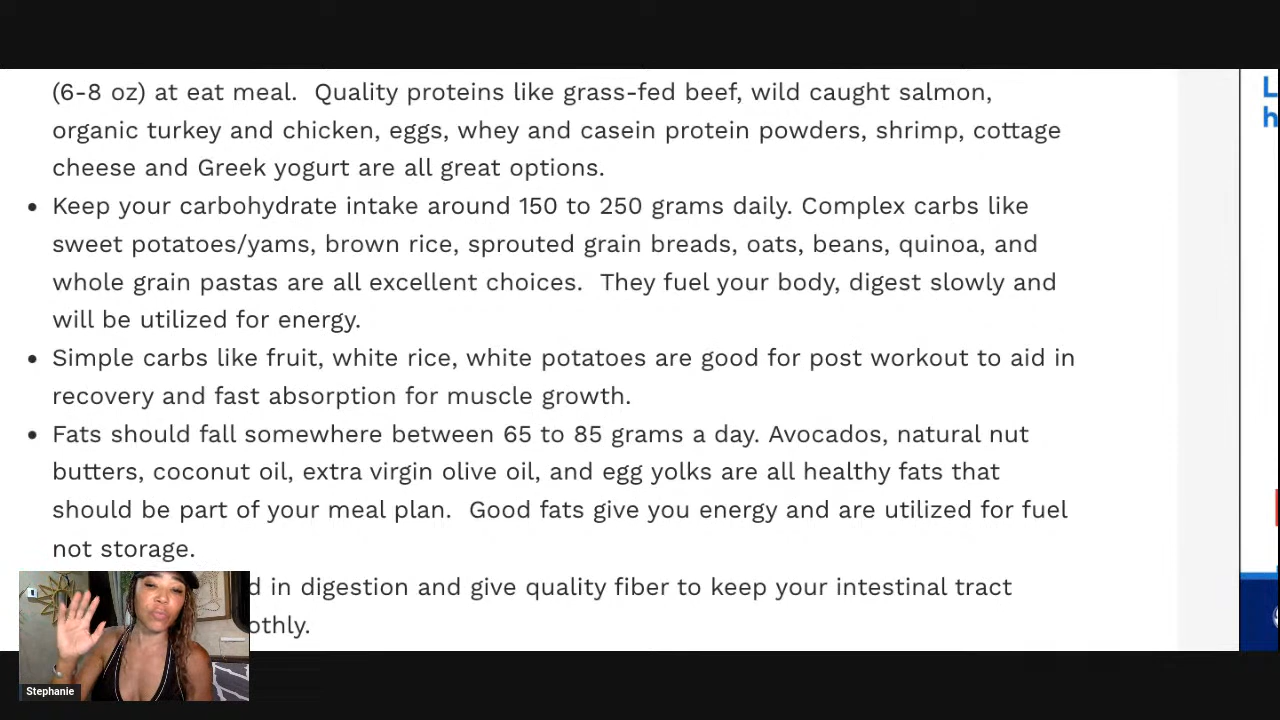 (6-8 oz) at eat meal.  Quality proteins like grass-fed beef, wild caught salmon,
organic turkey and chicken, eggs, whey and casein protein powders, shrimp, cottage
cheese and Greek yogurt are all great options.
Keep your carbohydrate intake around 150 to 250 grams daily. Complex carbs like
sweet potatoes/yams, brown rice, sprouted grain breads, oats, beans, quinoa, and
whole grain pastas are all excellent choices.  They fuel your body, digest slowly and
will be utilized for energy.
Simple carbs like fruit, white rice, white potatoes are good for post workout to aid in
recovery and fast absorption for muscle growth.
Fats should fall somewhere between 65 to 85 grams a day. Avocados, natural nut
butters, coconut oil, extra virgin olive oil, and egg yolks are all healthy fats that
should be part of your meal plan.  Good fats give you energy and are utilized for fuel
not storage.
in digestion and give quality fiber to keep your intestinal tract
Stephanie